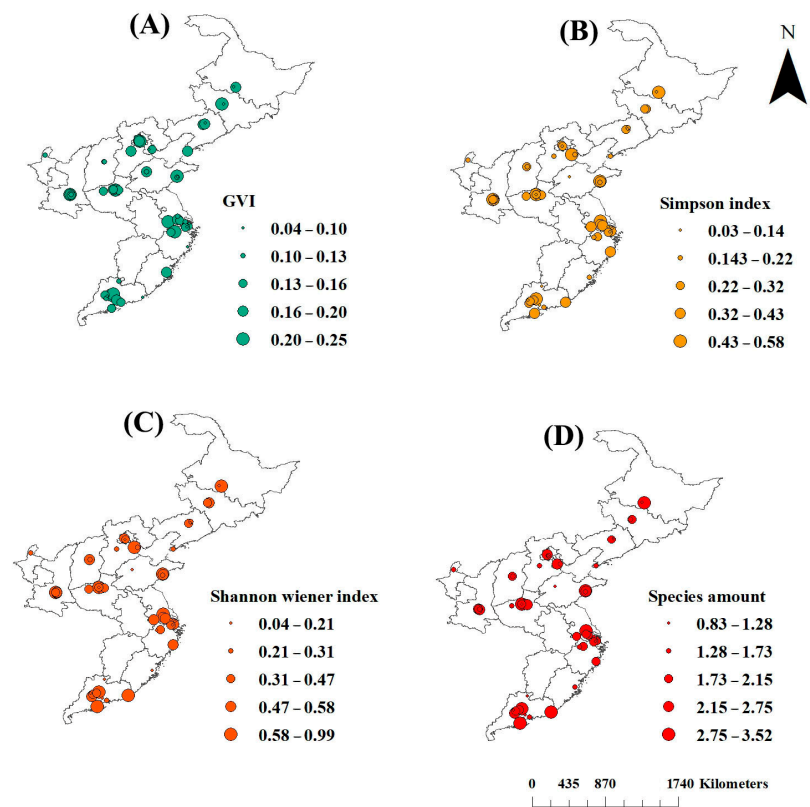 (A)
GVI
0.04 – 0.10
0.10 – 0.13
0.13 – 0.16
0.16 – 0.20
0.20 – 0.25
(B)
N
Simpson index
0.03 – 0.14
0.143 – 0.22
0.22 – 0.32
0.32 – 0.43
0.43 – 0.58
(C)
Shannon wiener index
0.04 – 0.21
0.21 – 0.31
0.31 – 0.47
0.47 – 0.58
0.58 – 0.99
(D)
Species amount
0.83 – 1.28
1.28 – 1.73
1.73 – 2.15
2.15 – 2.75
2.75 – 3.52
0 435 870 1740 Kilometers